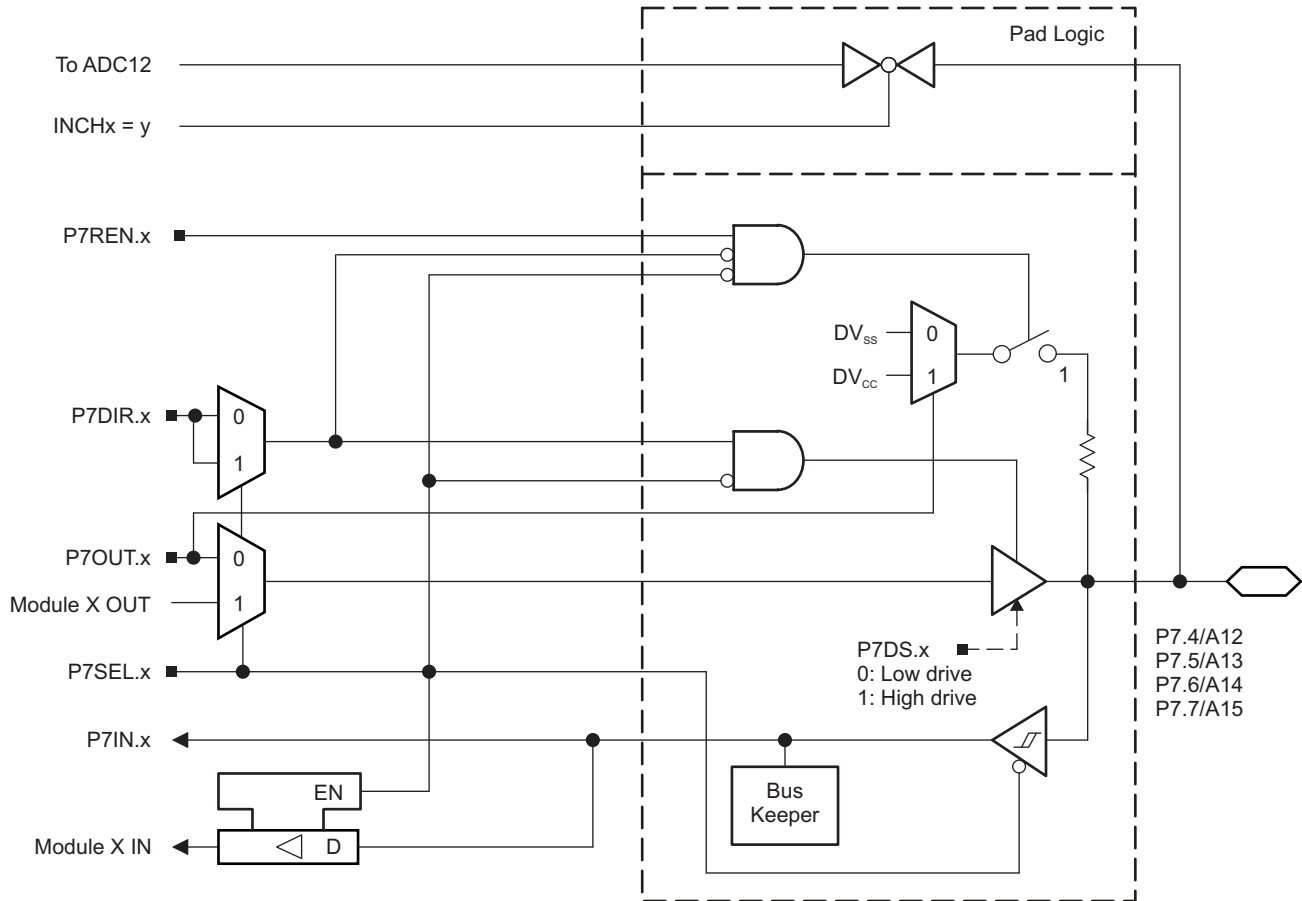 Pad Logic
To ADC12
INCHx = y
P7REN.x
DVSS
0
DVCC
1
1
P7DIR.x
0
1
P7OUT.x
0
Module X OUT
1
P7SEL.x
P7DS.x
0: Low drive
1: High drive
P7.4/A12
P7.5/A13
P7.6/A14
P7.7/A15
P7IN.x
Bus
Keeper
EN
Module X IN
D